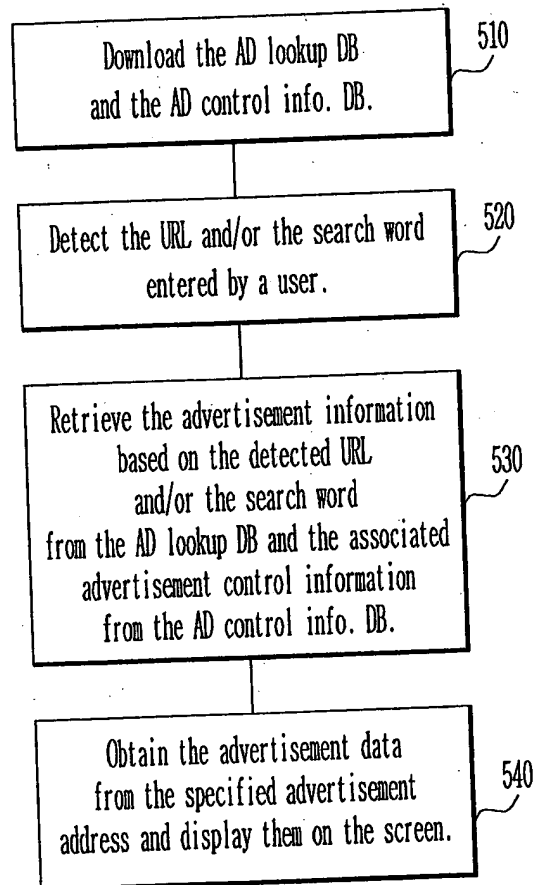 Download the AD lookup DB
and the AD control info. DB.
510
Detect the URL and/or the search word
entered by a user.
520
Retrieve the advertisement information
based on the detected URL
and/or the search word
from the AD lookup DB and the associated
advertisement control information
from the AD control info. DB.
530
Obtain the advertisement data
from the specified advertisement
address and display them on the screen.
540